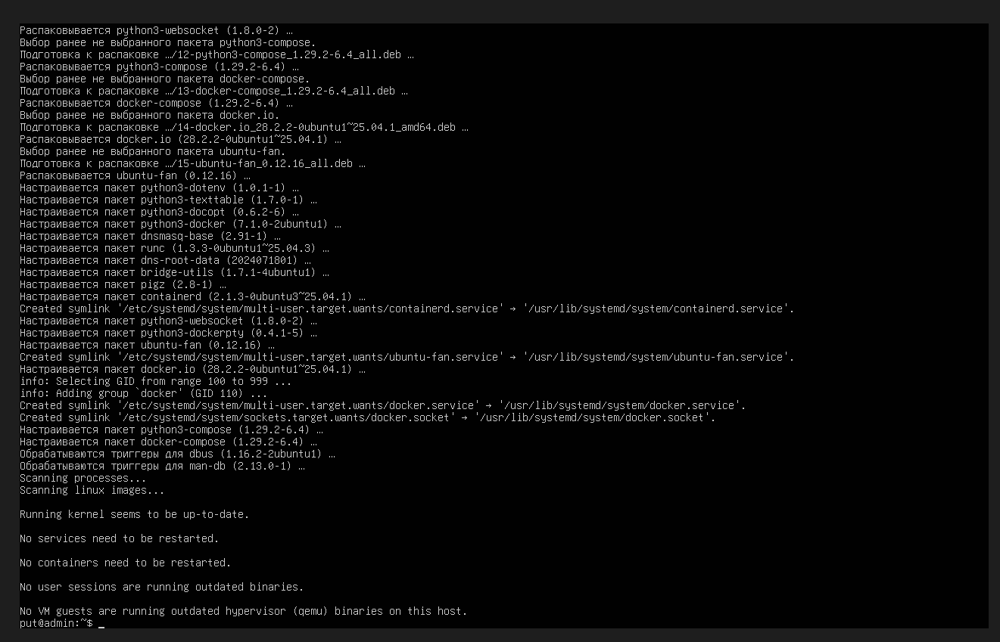 Распаковывается python3-websocket (1.8.0-2) …
Выбор ранее не выбранного пакета python3-compose.
Подготовка к распаковке …/12-python3-compose_1.29.2-6.4_all.deb …
Распаковывается python3-compose (1.29.2-6.4) …
Выбор ранее не выбранного пакета docker-compose.
Подготовка к распаковке …/13-docker-compose_1.29.2-6.4_all.deb …
Распаковывается docker-compose (1.29.2-6.4) …
Выбор ранее не выбранного пакета docker.io.
Подготовка к распаковке …/14-docker.io_28.2.2-0ubuntu1~25.04.1_amd64.deb …
Распаковывается docker.io (28.2.2-0ubuntu1~25.04.1) …
Выбор ранее не выбранного пакета ubuntu-fan.
Подготовка к распаковке …/15-ubuntu-fan_0.12.16_all.deb …
Распаковывается ubuntu-fan (0.12.16) …
Настраивается пакет python3-dotenv (1.0.1-1) …
Настраивается пакет python3-texttable (1.7.0-1) …
Настраивается пакет python3-docopt (0.6.2-6) …
Настраивается пакет python3-docker (7.1.0-2ubuntu1) …
Настраивается пакет dnsmasq-base (2.91-1) …
Настраивается пакет runc (1.3.3-0ubuntu1~25.04.3) …
Настраивается пакет dns-root-data (2024071801) …
Настраивается пакет bridge-utils (1.7.1-4ubuntu1) …
Настраивается пакет pigz (2.8-1) …
Настраивается пакет containerd (2.1.3-0ubuntu3~25.04.1) …
Created symlink '/etc/systemd/system/multi-user.target.wants/containerd.service' → '/usr/lib/systemd/system/containerd.service'.
Настраивается пакет python3-websocket (1.8.0-2) …
Настраивается пакет python3-dockerpty (0.4.1-5) …
Настраивается пакет ubuntu-fan (0.12.16) …
Created symlink '/etc/systemd/system/multi-user.target.wants/ubuntu-fan.service' → '/usr/lib/systemd/system/ubuntu-fan.service'.
Настраивается пакет docker.io (28.2.2-0ubuntu1~25.04.1) …
info: Selecting GID from range 100 to 999 ...
info: Adding group `docker' (GID 110) ...
Created symlink '/etc/systemd/system/multi-user.target.wants/docker.service' → '/usr/lib/systemd/system/docker.service'.
Created symlink '/etc/systemd/system/sockets.target.wants/docker.socket' → '/usr/lib/systemd/system/docker.socket'.
Настраивается пакет python3-compose (1.29.2-6.4) …
Настраивается пакет docker-compose (1.29.2-6.4) …
Обрабатываются триггеры для dbus (1.16.2-2ubuntu1) …
Обрабатываются триггеры для man-db (2.13.0-1) …
Scanning processes...
Scanning linux images...
Running kernel seems to be up-to-date.
No services need to be restarted.
No containers need to be restarted.
No user sessions are running outdated binaries.
No VM guests are running outdated hypervisor (qemu) binaries on this host.
put@admin:~$ _